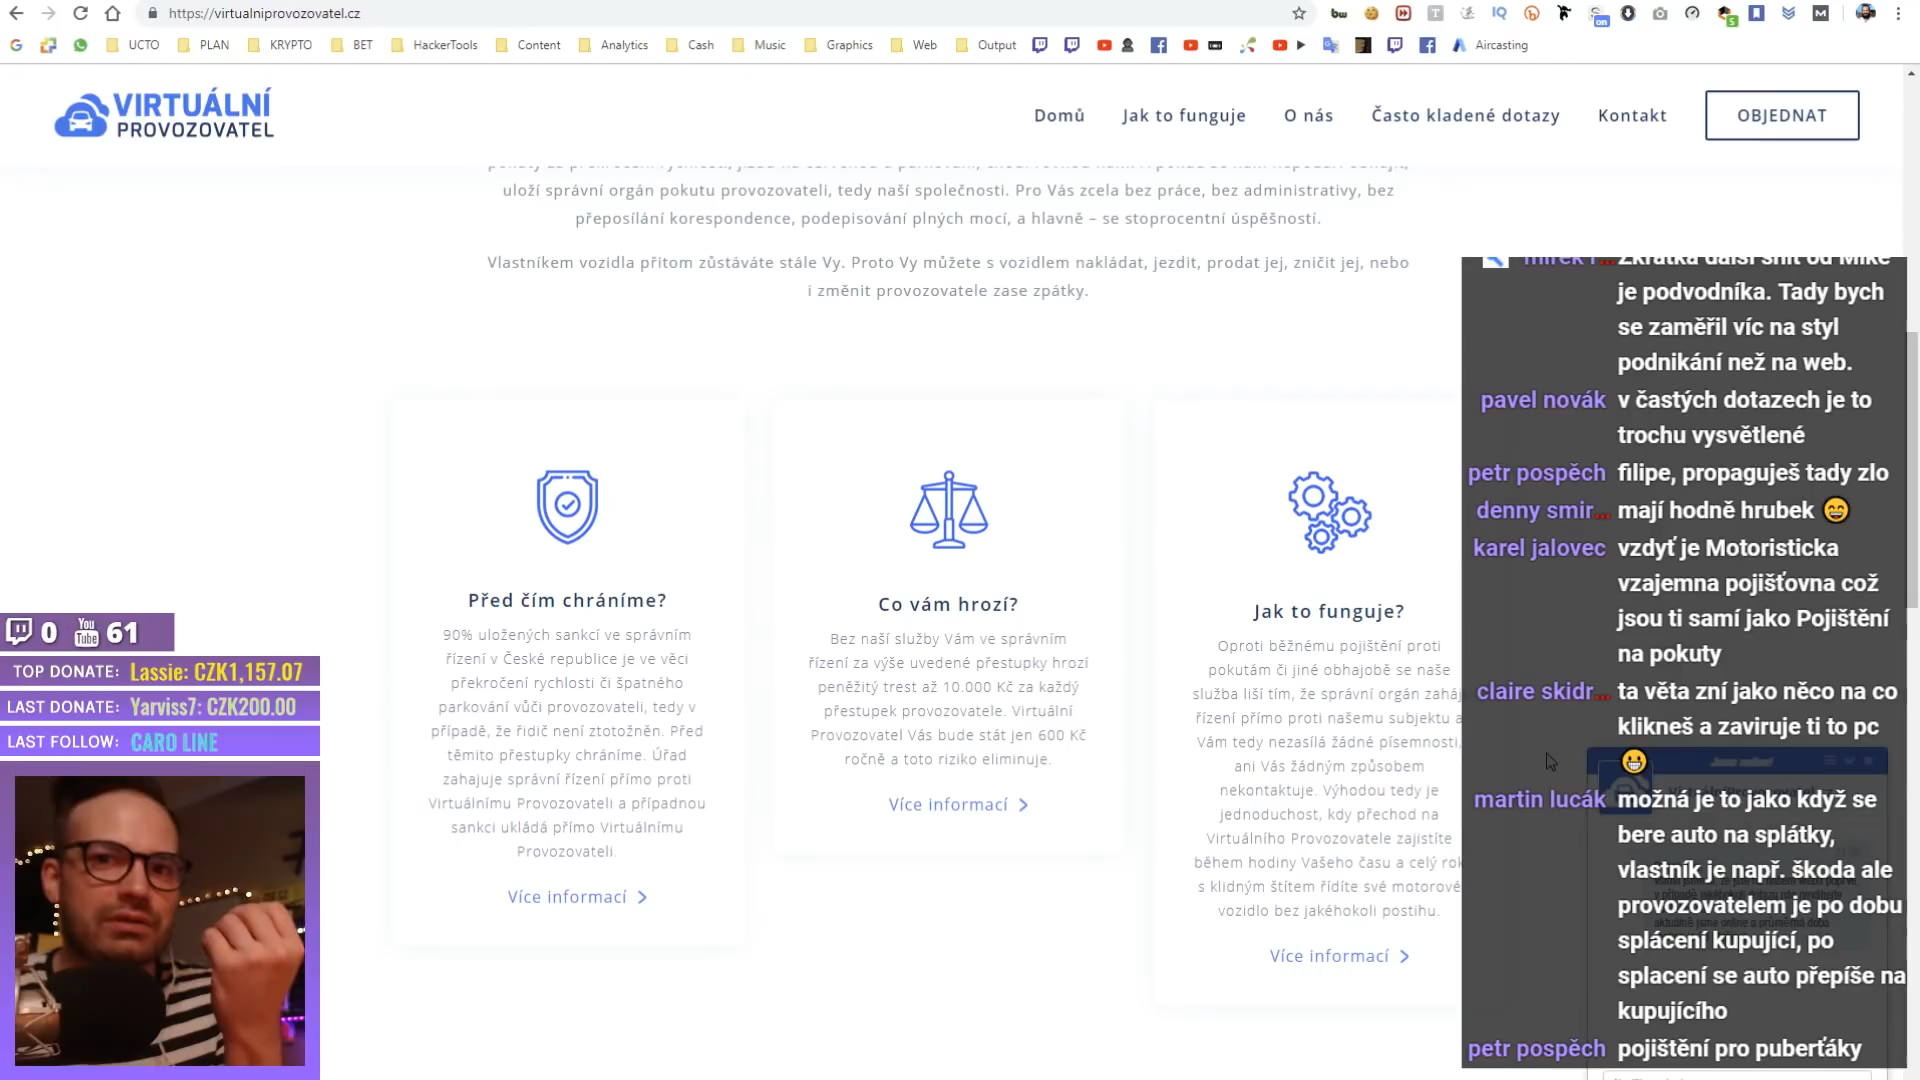 https://virtualniprovozovatel.cz
UCTO
PLAN
KRYPTO
BET
HackerTools
Content
Analytics
Cash
Music
Graphics
Web
Output
Aircasting
VIRTUÁLNÍ
PROVOZOVATEL
Domů
Jak to funguje
O nás
Často kladené dotazy
Kontakt
OBJEDNAT
uloží správní orgán pokutu provozovateli, tedy naší společnosti. Pro Vás zcela bez práce, bez administrativy, bez
přeposílání korespondence, podepisování plných mocí, a hlavně – se stoprocentní úspěšností.
Vlastníkem vozidla přitom zůstáváte stále Vy. Proto Vy můžete s vozidlem nakládat, jezdit, prodat jej, zničit jej, nebo
i změnit provozovatele zase zpátky.
Před čím chráníme?
90% uložených sankcí ve správním
řízení v České republice je ve věci
překročení rychlosti či špatného
parkování vůči provozovateli, tedy v
případě, že řidič není ztotožněn. Před
těmito přestupky chráníme. Úřad
zahajuje správní řízení přímo proti
Virtuálnímu Provozovateli a případnou
sankci ukládá přímo Virtuálnímu
Provozovateli.
Více informací
Co vám hrozí?
Bez naší služby Vám ve správním
řízení za výše uvedené přestupky hrozí
peněžitý trest až 10.000 Kč za každý
přestupek provozovatele. Virtuální
Provozovatel Vás bude stát jen 600 Kč
ročně a toto riziko eliminuje.
Více informací
Jak to funguje?
Oproti běžnému pojištění proti
pokutám či jiné obhajobě se naše
služba liší tím, že správní orgán zaháj
řízení přímo proti našemu subjektu a
Vám tedy nezasílá žádné písemnosti,
ani Vás žádným způsobem
nekontaktuje. Výhodou tedy je
jednoduchost, kdy přechod na
Virtuálního Provozovatele zajistíte
během hodiny Vašeho času a celý rok
s klidným štítem řídíte své motorové
vozidlo bez jakéhokoli postihu.
Více informací
je podvodníka. Tady bych
se zaměřil víc na styl
podnikání než na web.
pavel novák v častých dotazech je to
trochu vysvětlené
petr pospěch filipe, propaguješ tady zlo
denny smir... mají hodně hrubek 😄
karel jalovec vzdyť je Motoristicka
vzajemna pojišťovna což
jsou ti samí jako Pojištění
na pokuty
claire skidr... ta věta zní jako něco na co
klikneš a zaviruje ti to pc
😀
martin lucák možná je to jako když se
bere auto na splátky,
vlastník je např. škoda ale
provozovatelem je po dobu
splácení kupující, po
splacení se auto přepíše na
kupujícího
petr pospěch pojištění pro puberťáky
0 You Tube 61
TOP DONATE: Lassie: CZK1,157.07
LAST DONATE: Yarviss7: CZK200.00
LAST FOLLOW: CARO LINE